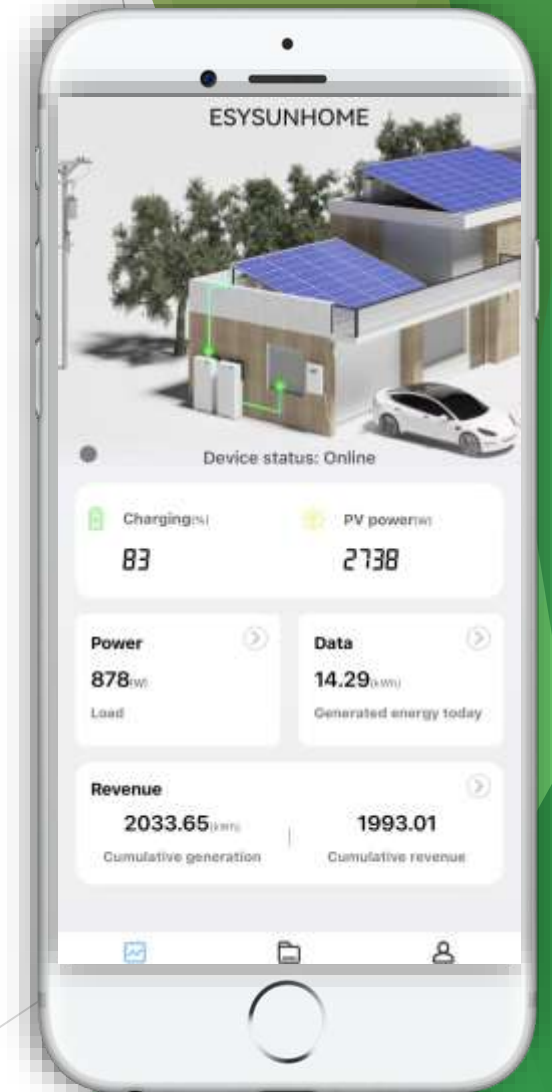 ESYSUNHOME
Device status: Online
Charging(%) PV power(W)
83 2738
Power Data
878(W) 14.29(kWh)
Load Generated energy today
Revenue
2033.65(kWh) 1993.01
Cumulative generation Cumulative revenue